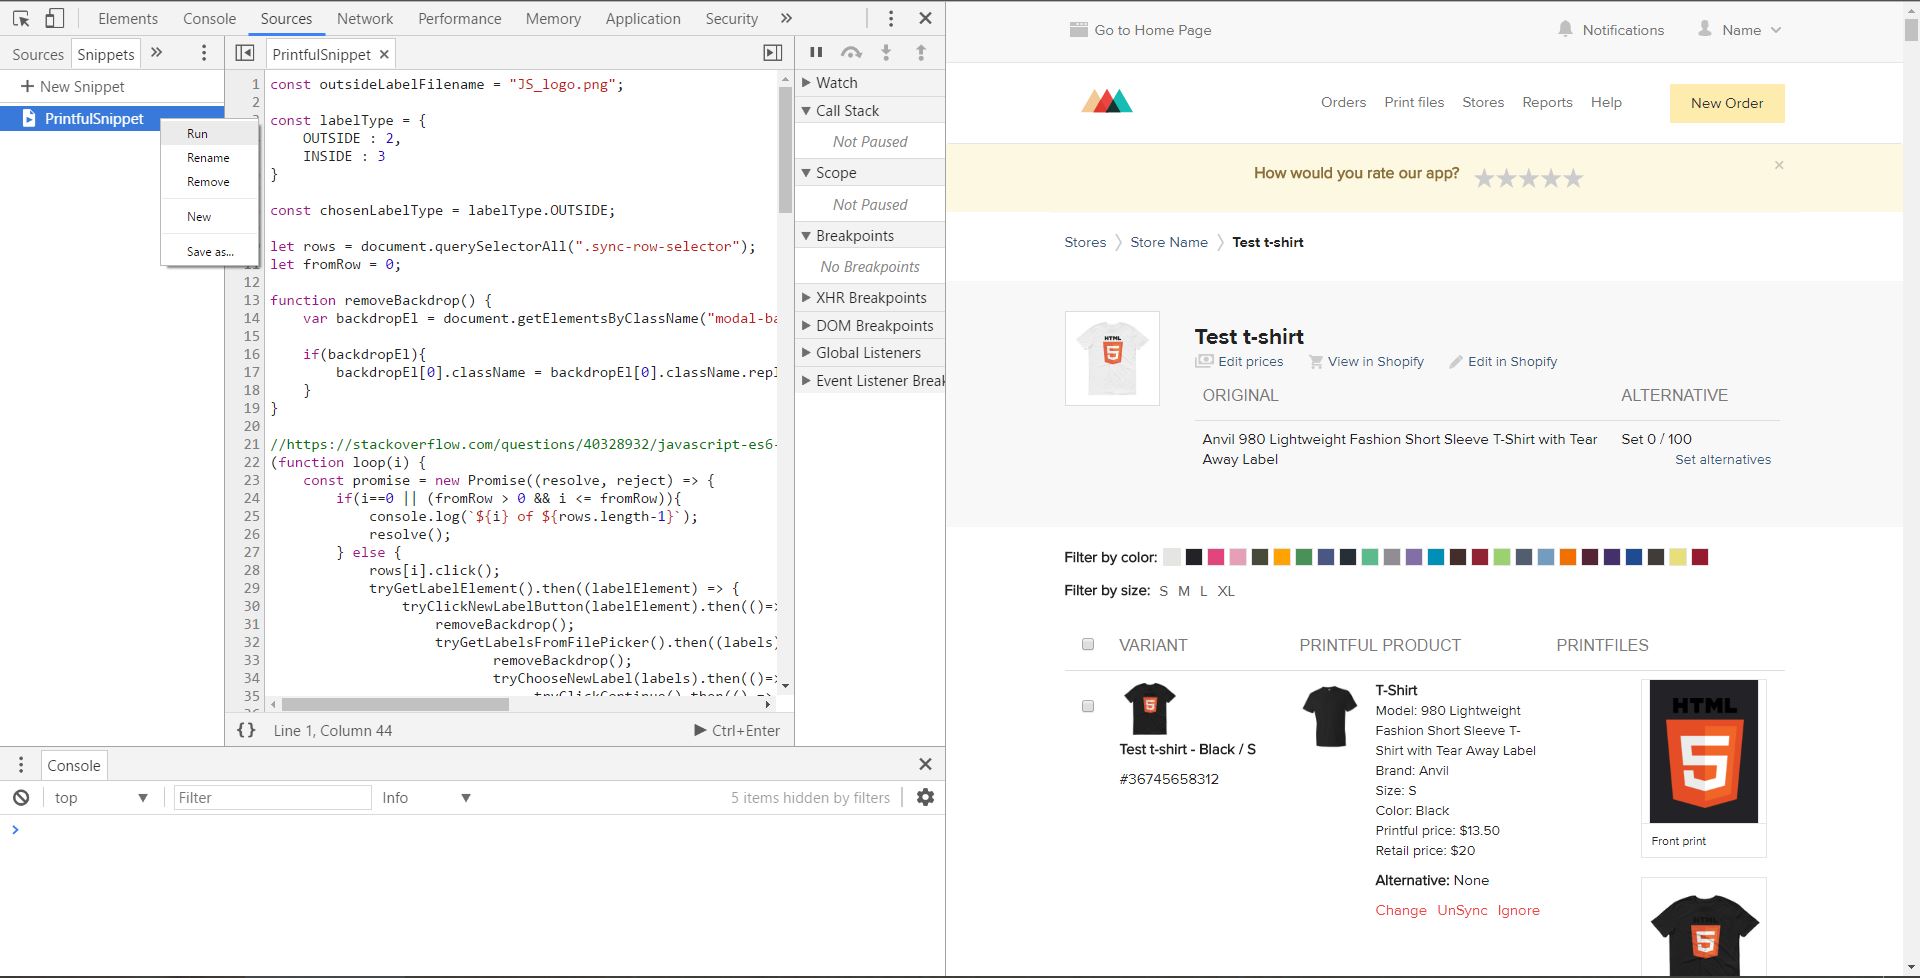 Elements Console Sources Network Performance Memory Application Security »
Sources Snippets »
PrintfulSnippet ×
+ New Snippet
PrintfulSnippet
Run
Rename
Remove
New
Save as...
1 const outsideLabelFilename = "JS_logo.png";
2
const labelType = {
OUTSIDE : 2,
INSIDE : 3
}
const chosenLabelType = labelType.OUTSIDE;
let rows = document.querySelectorAll(".sync-row-selector");
11 let fromRow = 0;
12
13 function removeBackdrop() {
14 var backdropEl = document.getElementsByClassName("modal-ba
15
16 if(backdropEl){
17 backdropEl[0].className = backdropEl[0].className.repl
18 }
19 }
20
21 //https://stackoverflow.com/questions/40328932/javascript-es6-
22 (function loop(i) {
23 const promise = new Promise((resolve, reject) => {
24 if(i==0 || (fromRow > 0 && i <= fromRow)){
25 console.log(`${i} of ${rows.length-1}`);
26 resolve();
27 } else {
28 rows[i].click();
29 tryGetLabelElement().then((labelElement) => {
30 tryClickNewLabelButton(labelElement).then(()=>
31 removeBackdrop();
32 tryGetLabelsFromFilePicker().then((labels)
33 removeBackdrop();
34 tryChooseNewLabel(labels).then(()=>
35 tryClickContinue().then(() =>
{} Line 1, Column 44 Ctrl+Enter
Watch
Call Stack
Not Paused
Scope
Not Paused
Breakpoints
No Breakpoints
XHR Breakpoints
DOM Breakpoints
Global Listeners
Event Listener Break
Console
top Filter Info 5 items hidden by filters
Go to Home Page Notifications Name
Orders Print files Stores Reports Help New Order
How would you rate our app?
×
Stores Store Name Test t-shirt
HTML
5
Test t-shirt
Edit prices View in Shopify Edit in Shopify
ORIGINAL ALTERNATIVE
Anvil 980 Lightweight Fashion Short Sleeve T-Shirt with Tear
Away Label
Set 0 / 100
Set alternatives
Filter by color:
Filter by size: S M L XL
VARIANT PRINTFUL PRODUCT PRINTFILES
5
Test t-shirt - Black / S
#36745658312
T-Shirt
Model: 980 Lightweight
Fashion Short Sleeve T-
Shirt with Tear Away Label
Brand: Anvil
Size: S
Color: Black
Printful price: $13.50
Retail price: $20
Alternative: None
Change UnSync Ignore
HTML
5
Front print
HTML
5